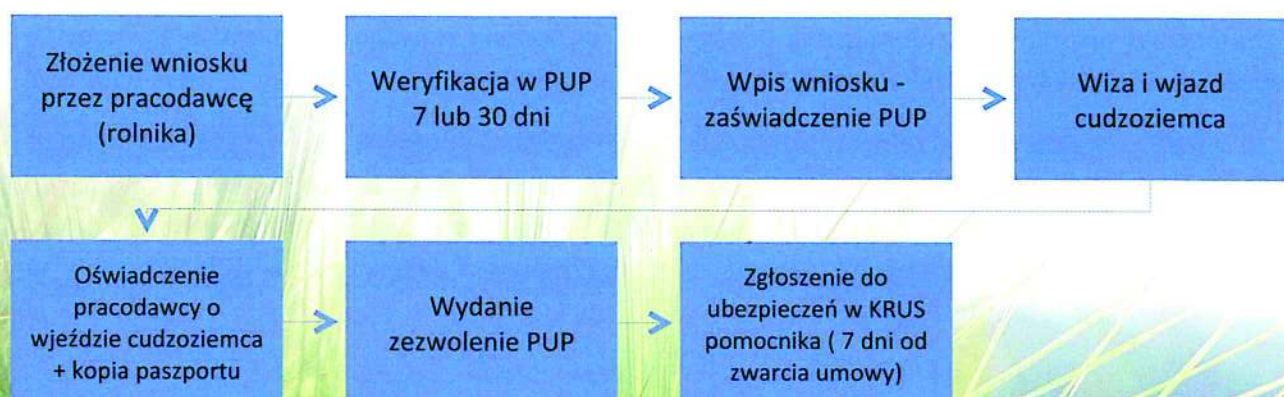 Złożenie wniosku
przez pracodawcę
(rolnika)
Weryfikacja w PUP
7 lub 30 dni
Wpis wniosku -
zaświadczenie PUP
Wiza i wjazd
cudzoziemca
Oświadczenie
pracodawcy o
wjeździe cudzoziemca
+ kopia paszportu
Wydanie
zezwolenie PUP
Zgłoszenie do
ubezpieczeń w KRUS
pomocnika ( 7 dni od
zwarcia umowy)